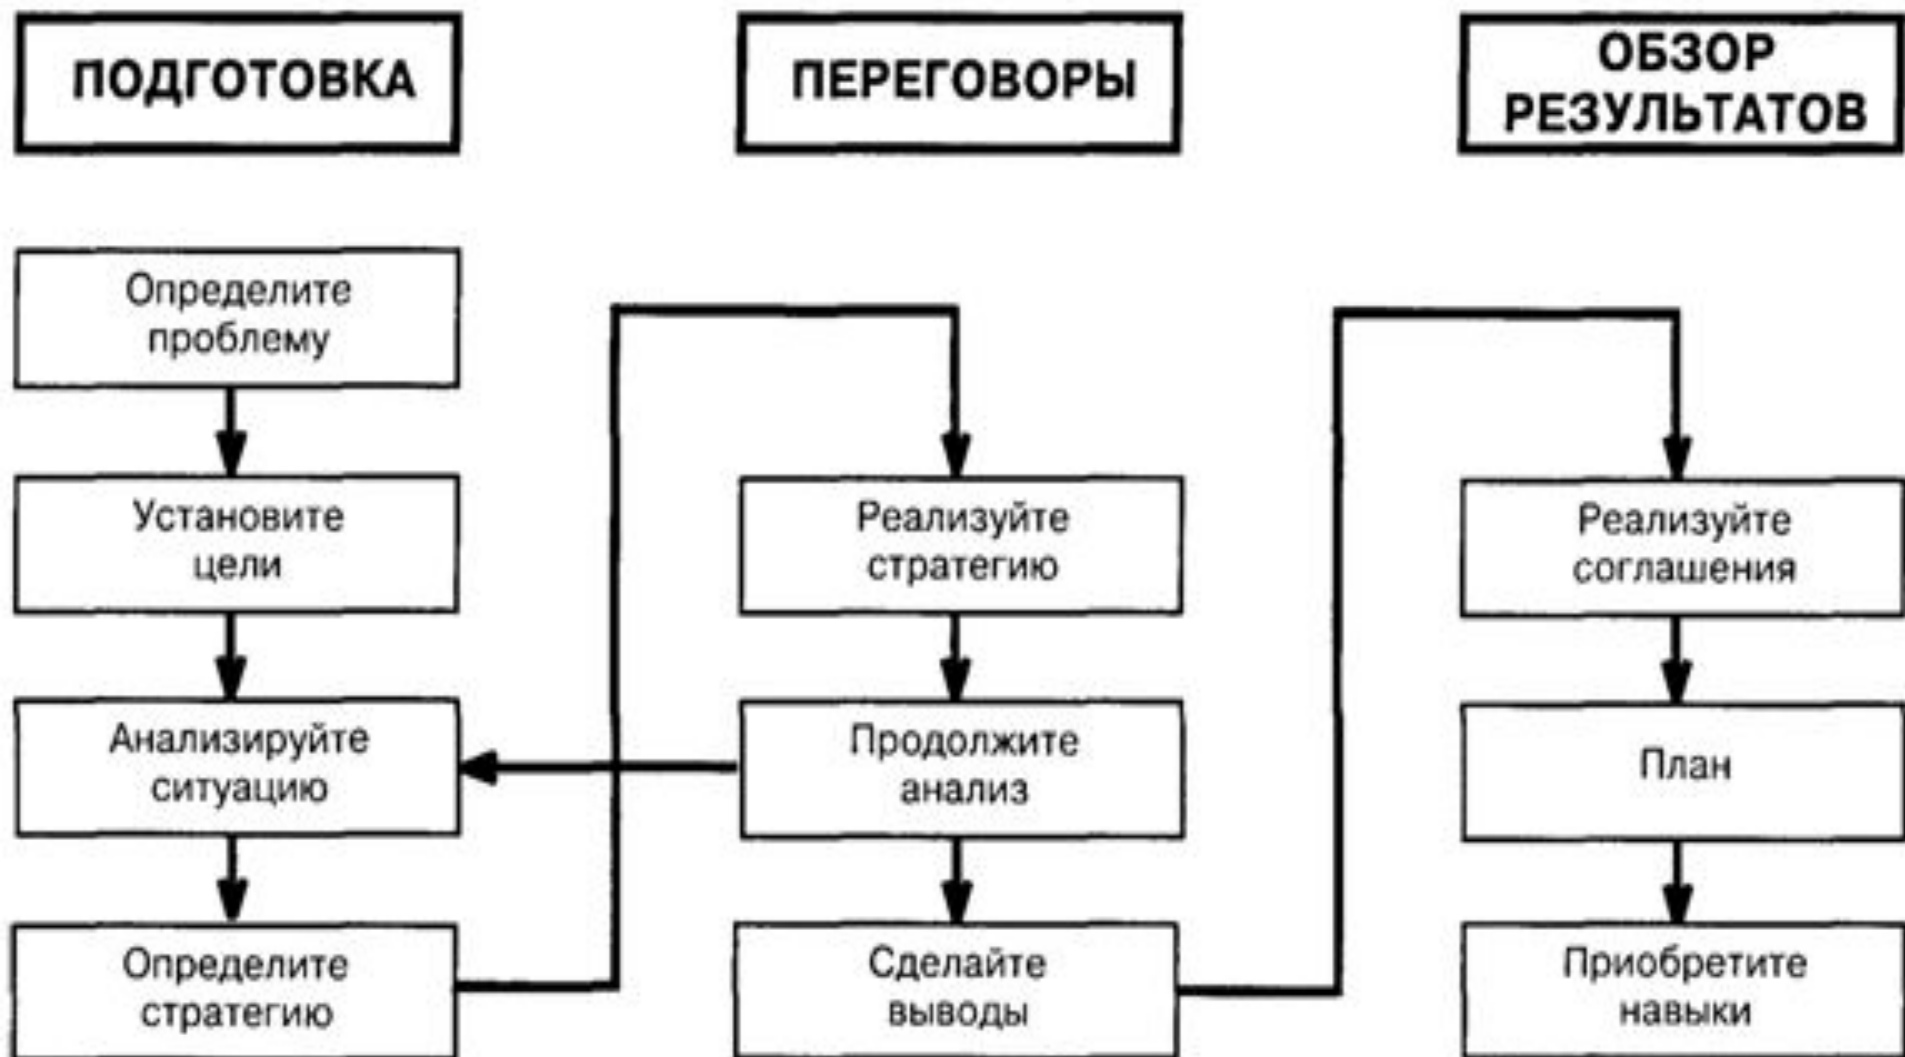 ПОДГОТОВКА
Определите
проблему
Установите
цели
Анализируйте
ситуацию
Определите
стратегию
ПЕРЕГОВОРЫ
Реализуйте
стратегию
Продолжите
анализ
Сделайте
выводы
ОБЗОР
РЕЗУЛЬТАТОВ
Реализуйте
соглашения
План
Приобретите
навыки